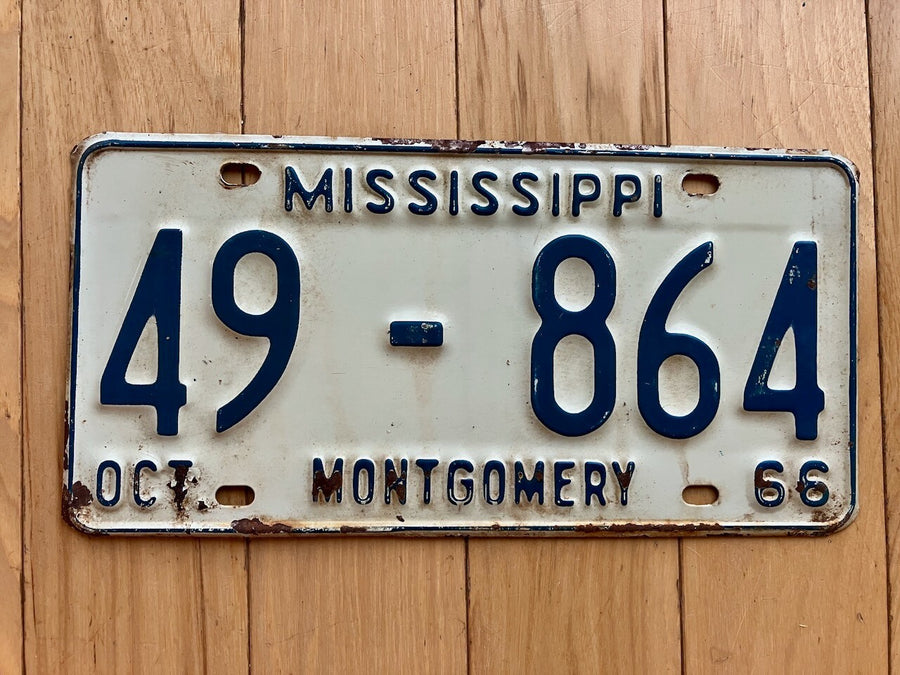 MISSISSIPPI
49 - 864
OCT MONTGOMERY 66